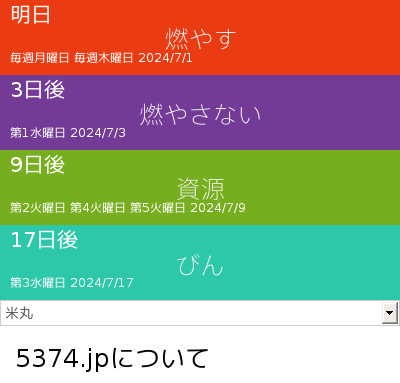 明日
燃やす
毎週月曜日 毎週木曜日 2024/7/1
3日後
燃やさない
第1水曜日 2024/7/3
9日後
資源
第2火曜日 第4火曜日 第5火曜日 2024/7/9
17日後
びん
第3水曜日 2024/7/17
米丸
5374.jpについて